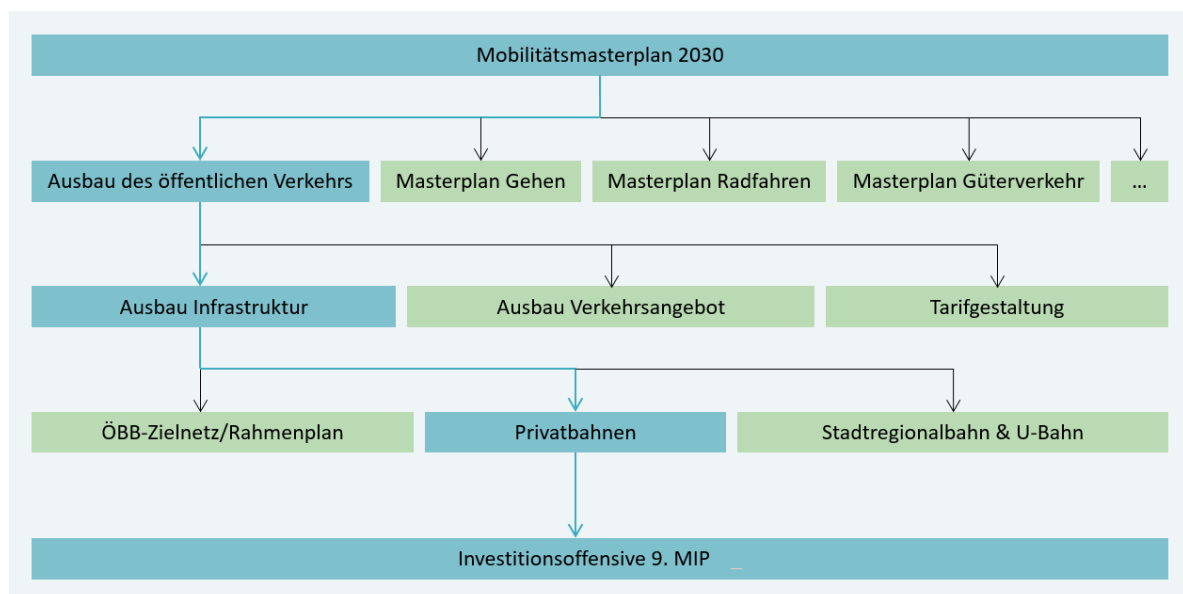 Mobilitätsmasterplan 2030
Ausbau des öffentlichen Verkehrs
Masterplan Gehen
Masterplan Radfahren
Masterplan Güterverkehr
...
Ausbau Infrastruktur
Ausbau Verkehrsangebot
Tarifgestaltung
ÖBB-Zielnetz/Rahmenplan
Privatbahnen
Stadtregionalbahn & U-Bahn
Investitionsoffensive 9. MIP _